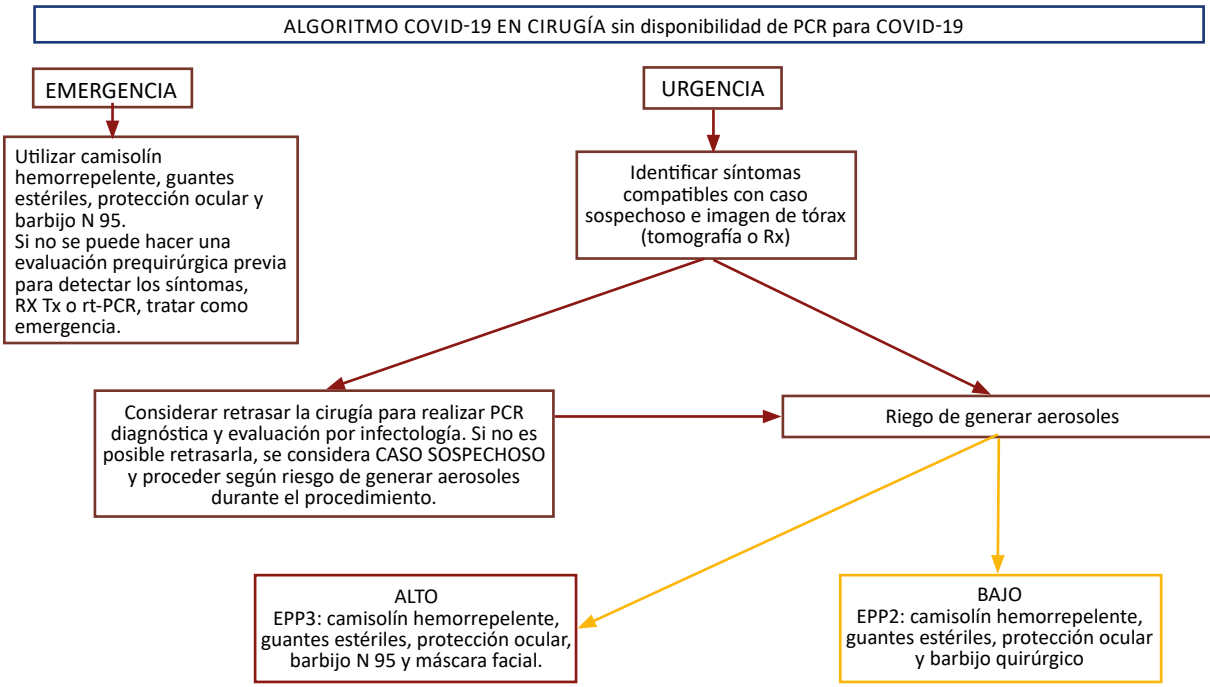 ALGORITMO COVID-19 EN CIRUGÍA sin disponibilidad de PCR para COVID-19
EMERGENCIA
Utilizar camisolín
hemorrepelente, guantes
estériles, protección ocular y
barbijo N 95.
Si no se puede hacer una
evaluación prequirúrgica previa
para detectar los síntomas,
RX Tx o rt-PCR, tratar como
emergencia.
URGENCIA
Identificar síntomas
compatibles con caso
sospechoso e imagen de tórax
(tomografía o Rx)
Considerar retrasar la cirugía para realizar PCR
diagnóstica y evaluación por infectología. Si no es
posible retrasarla, se considera CASO SOSPECHOSO
y proceder según riesgo de generar aerosoles
durante el procedimiento.
Riego de generar aerosoles
ALTO
EPP3: camisolín hemorrepelente,
guantes estériles, protección ocular,
barbijo N 95 y máscara facial.
BAJO
EPP2: camisolín hemorrepelente,
guantes estériles, protección ocular
y barbijo quirúrgico